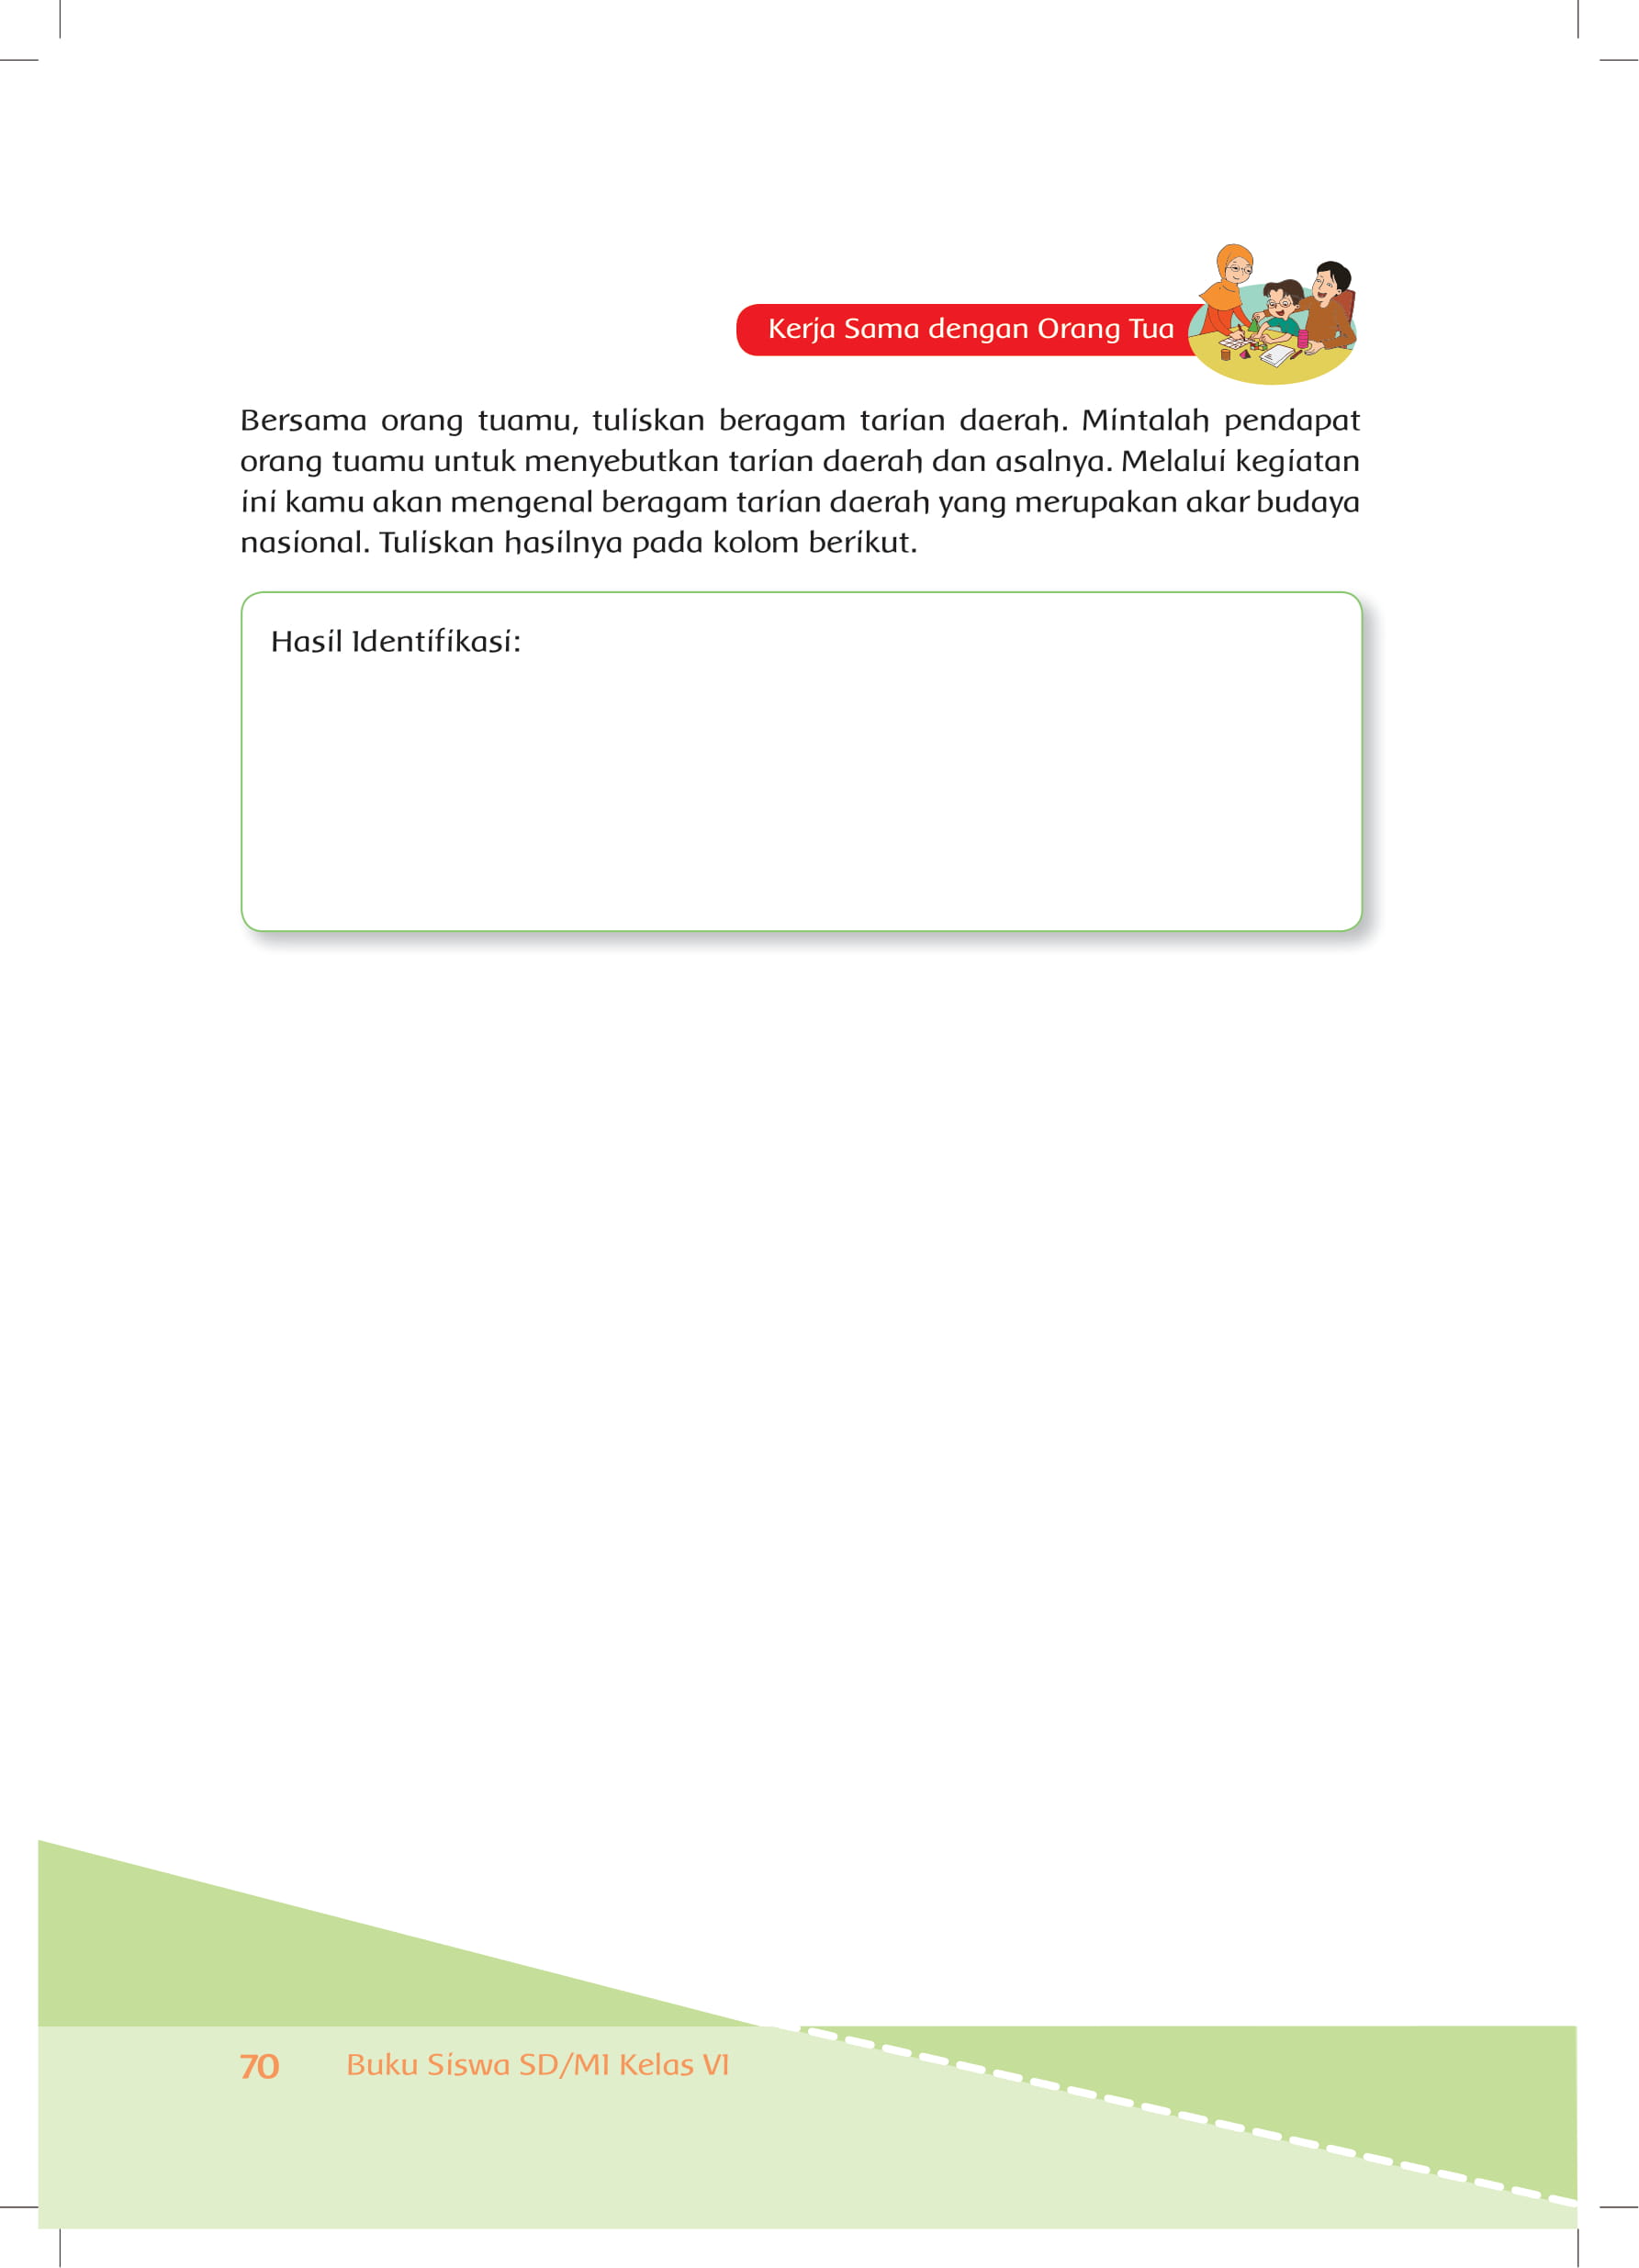 Kerja Sama dengan Orang Tua
Bersama orang tuamu, tuliskan beragam tarian daerah. Mintalah pendapat
orang tuamu untuk menyebutkan tarian daerah dan asalnya. Melalui kegiatan
ini kamu akan mengenal beragam tarian daerah yang merupakan akar budaya
nasional. Tuliskan hasilnya pada kolom berikut.
Hasil Identifikasi:
70 Buku Siswa SD/MI Kelas VI